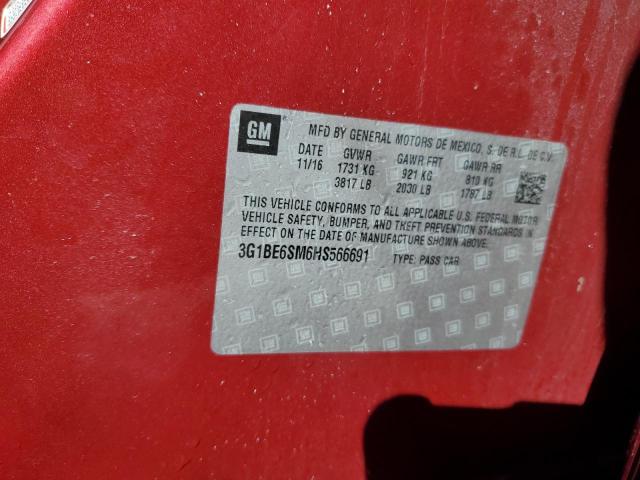 GM
MFD BY GENERAL MOTORS DE MEXICO, S. DE R.L. DE C.V.
DATE GVWR GAWR FRT GAWR RR
11/16 1731 KG 921 KG 810 KG
3817 LB 2030 LB 1787 LB
THIS VEHICLE CONFORMS TO ALL APPLICABLE U.S. FEDERAL MOTOR
VEHICLE SAFETY, BUMPER, AND THEFT PREVENTION STANDARDS IN
EFFECT ON THE DATE OF MANUFACTURE SHOWN ABOVE.
3G1BE6SM6HS566691 TYPE: PASS CAR